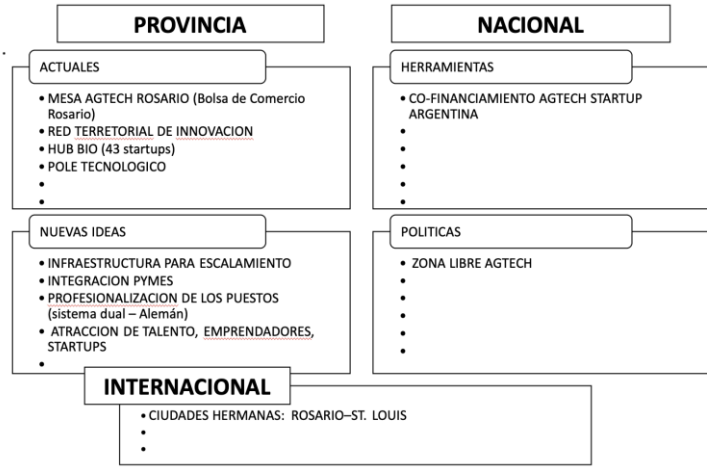 PROVINCIA
ACTUALES
• MESA AGTECH ROSARIO (Bolsa de Comercio
Rosario)
• RED TERRETORIAL DE INNOVACION
• HUB BIO (43 startups)
• POLE TECNOLOGICO
•
•
NUEVAS IDEAS
• INFRAESTRUCTURA PARA ESCALAMIENTO
• INTEGRACION PYMES
• PROFESIONALIZACION DE LOS PUESTOS
(sistema dual – Alemán)
• ATRACCION DE TALENTO, EMPRENDADORES,
STARTUPS
•
NACIONAL
HERRAMIENTAS
• CO-FINANCIAMIENTO AGTECH STARTUP
ARGENTINA
•
•
•
•
•
POLITICAS
• ZONA LIBRE AGTECH
•
•
•
•
•
INTERNACIONAL
• CIUDADES HERMANAS: ROSARIO–ST. LOUIS
•
•